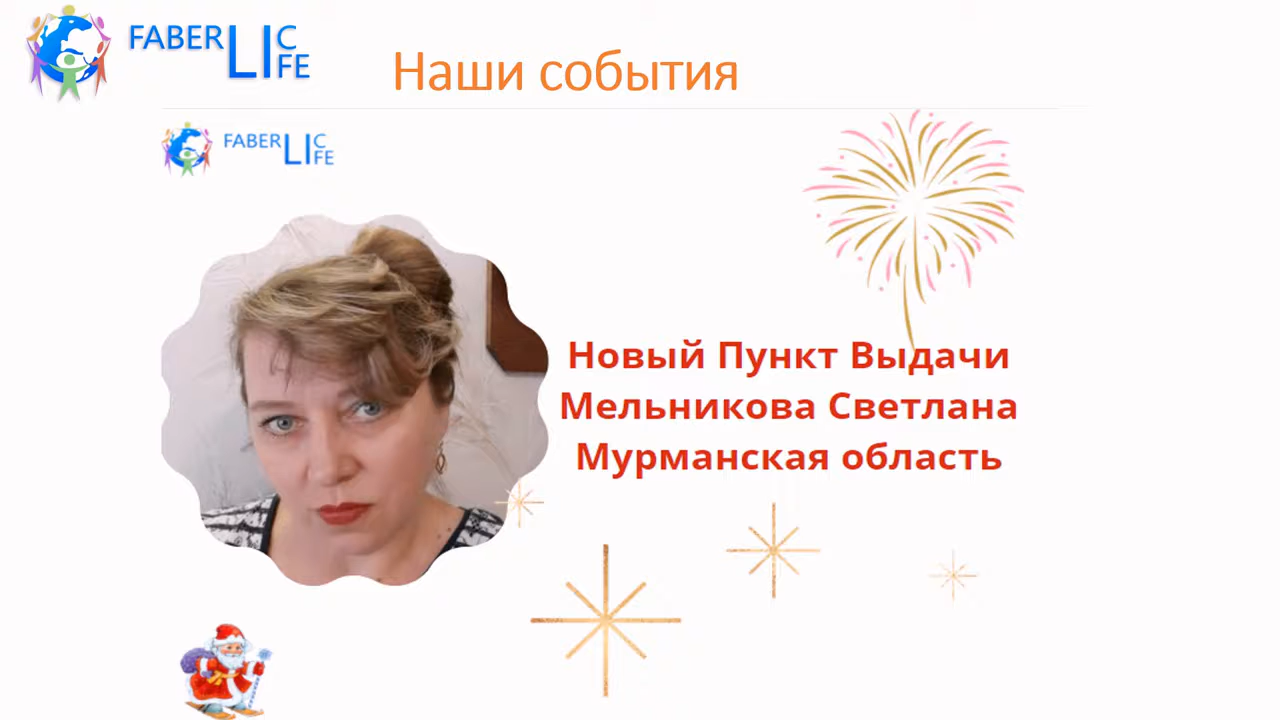 FABERLIC
LIFE
Наши события
FABERLIC
LIFE
Новый Пункт Выдачи
Мельникова Светлана
Мурманская область